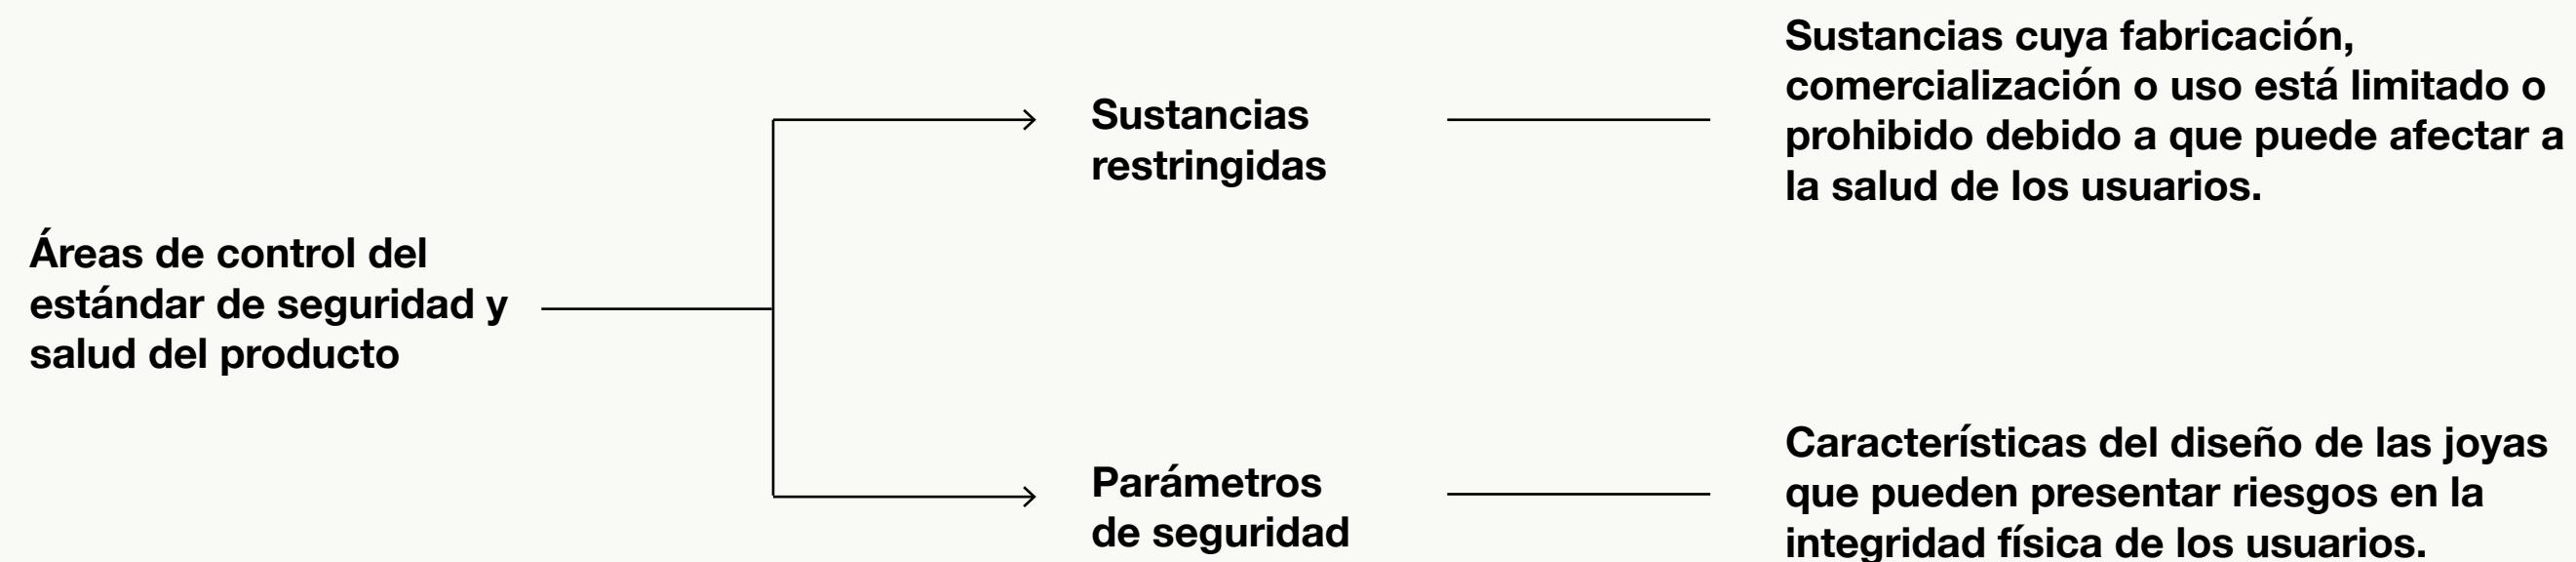 Áreas de control del
estándar de seguridad y
salud del producto
Sustancias
restringidas
Sustancias cuya fabricación,
comercialización o uso está limitado o
prohibido debido a que puede afectar a
la salud de los usuarios.
Parámetros
de seguridad
Características del diseño de las joyas
que pueden presentar riesgos en la
integridad física de los usuarios.